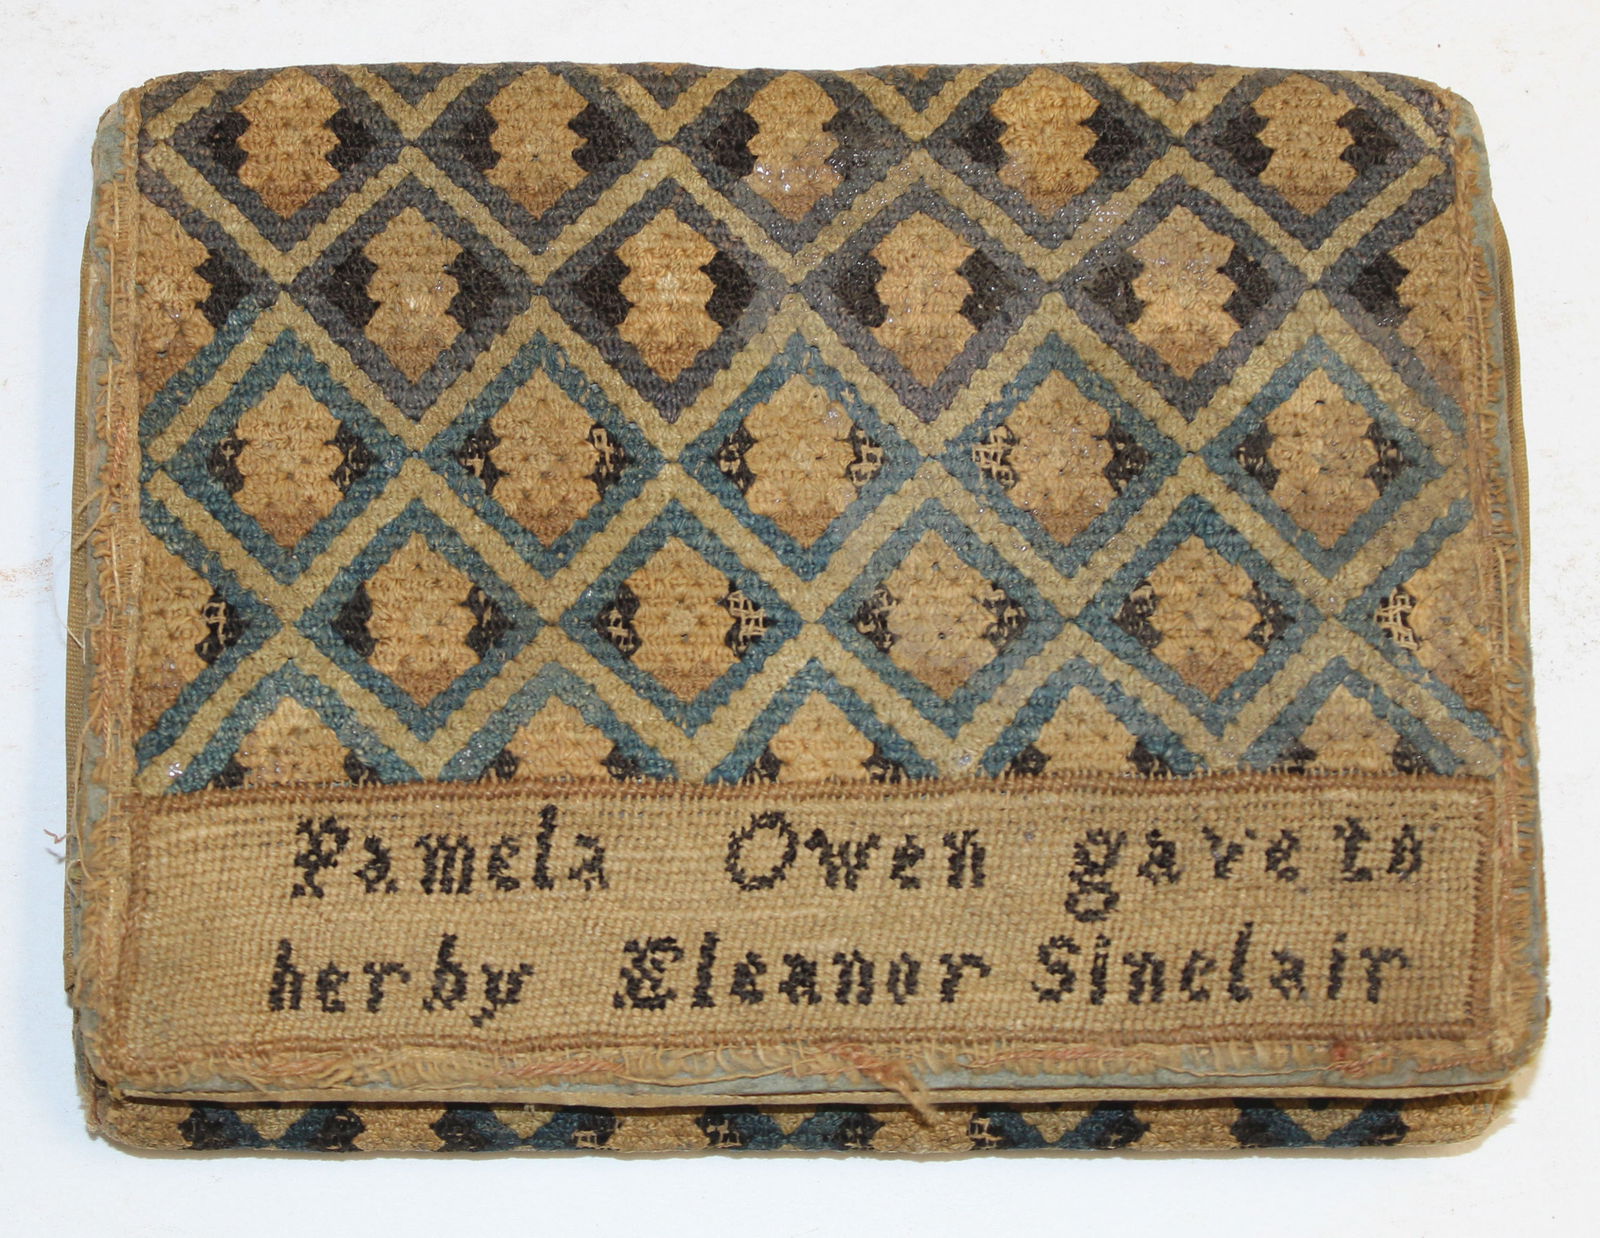 Pamela Owen gave to
her by Eleanor Sinclair